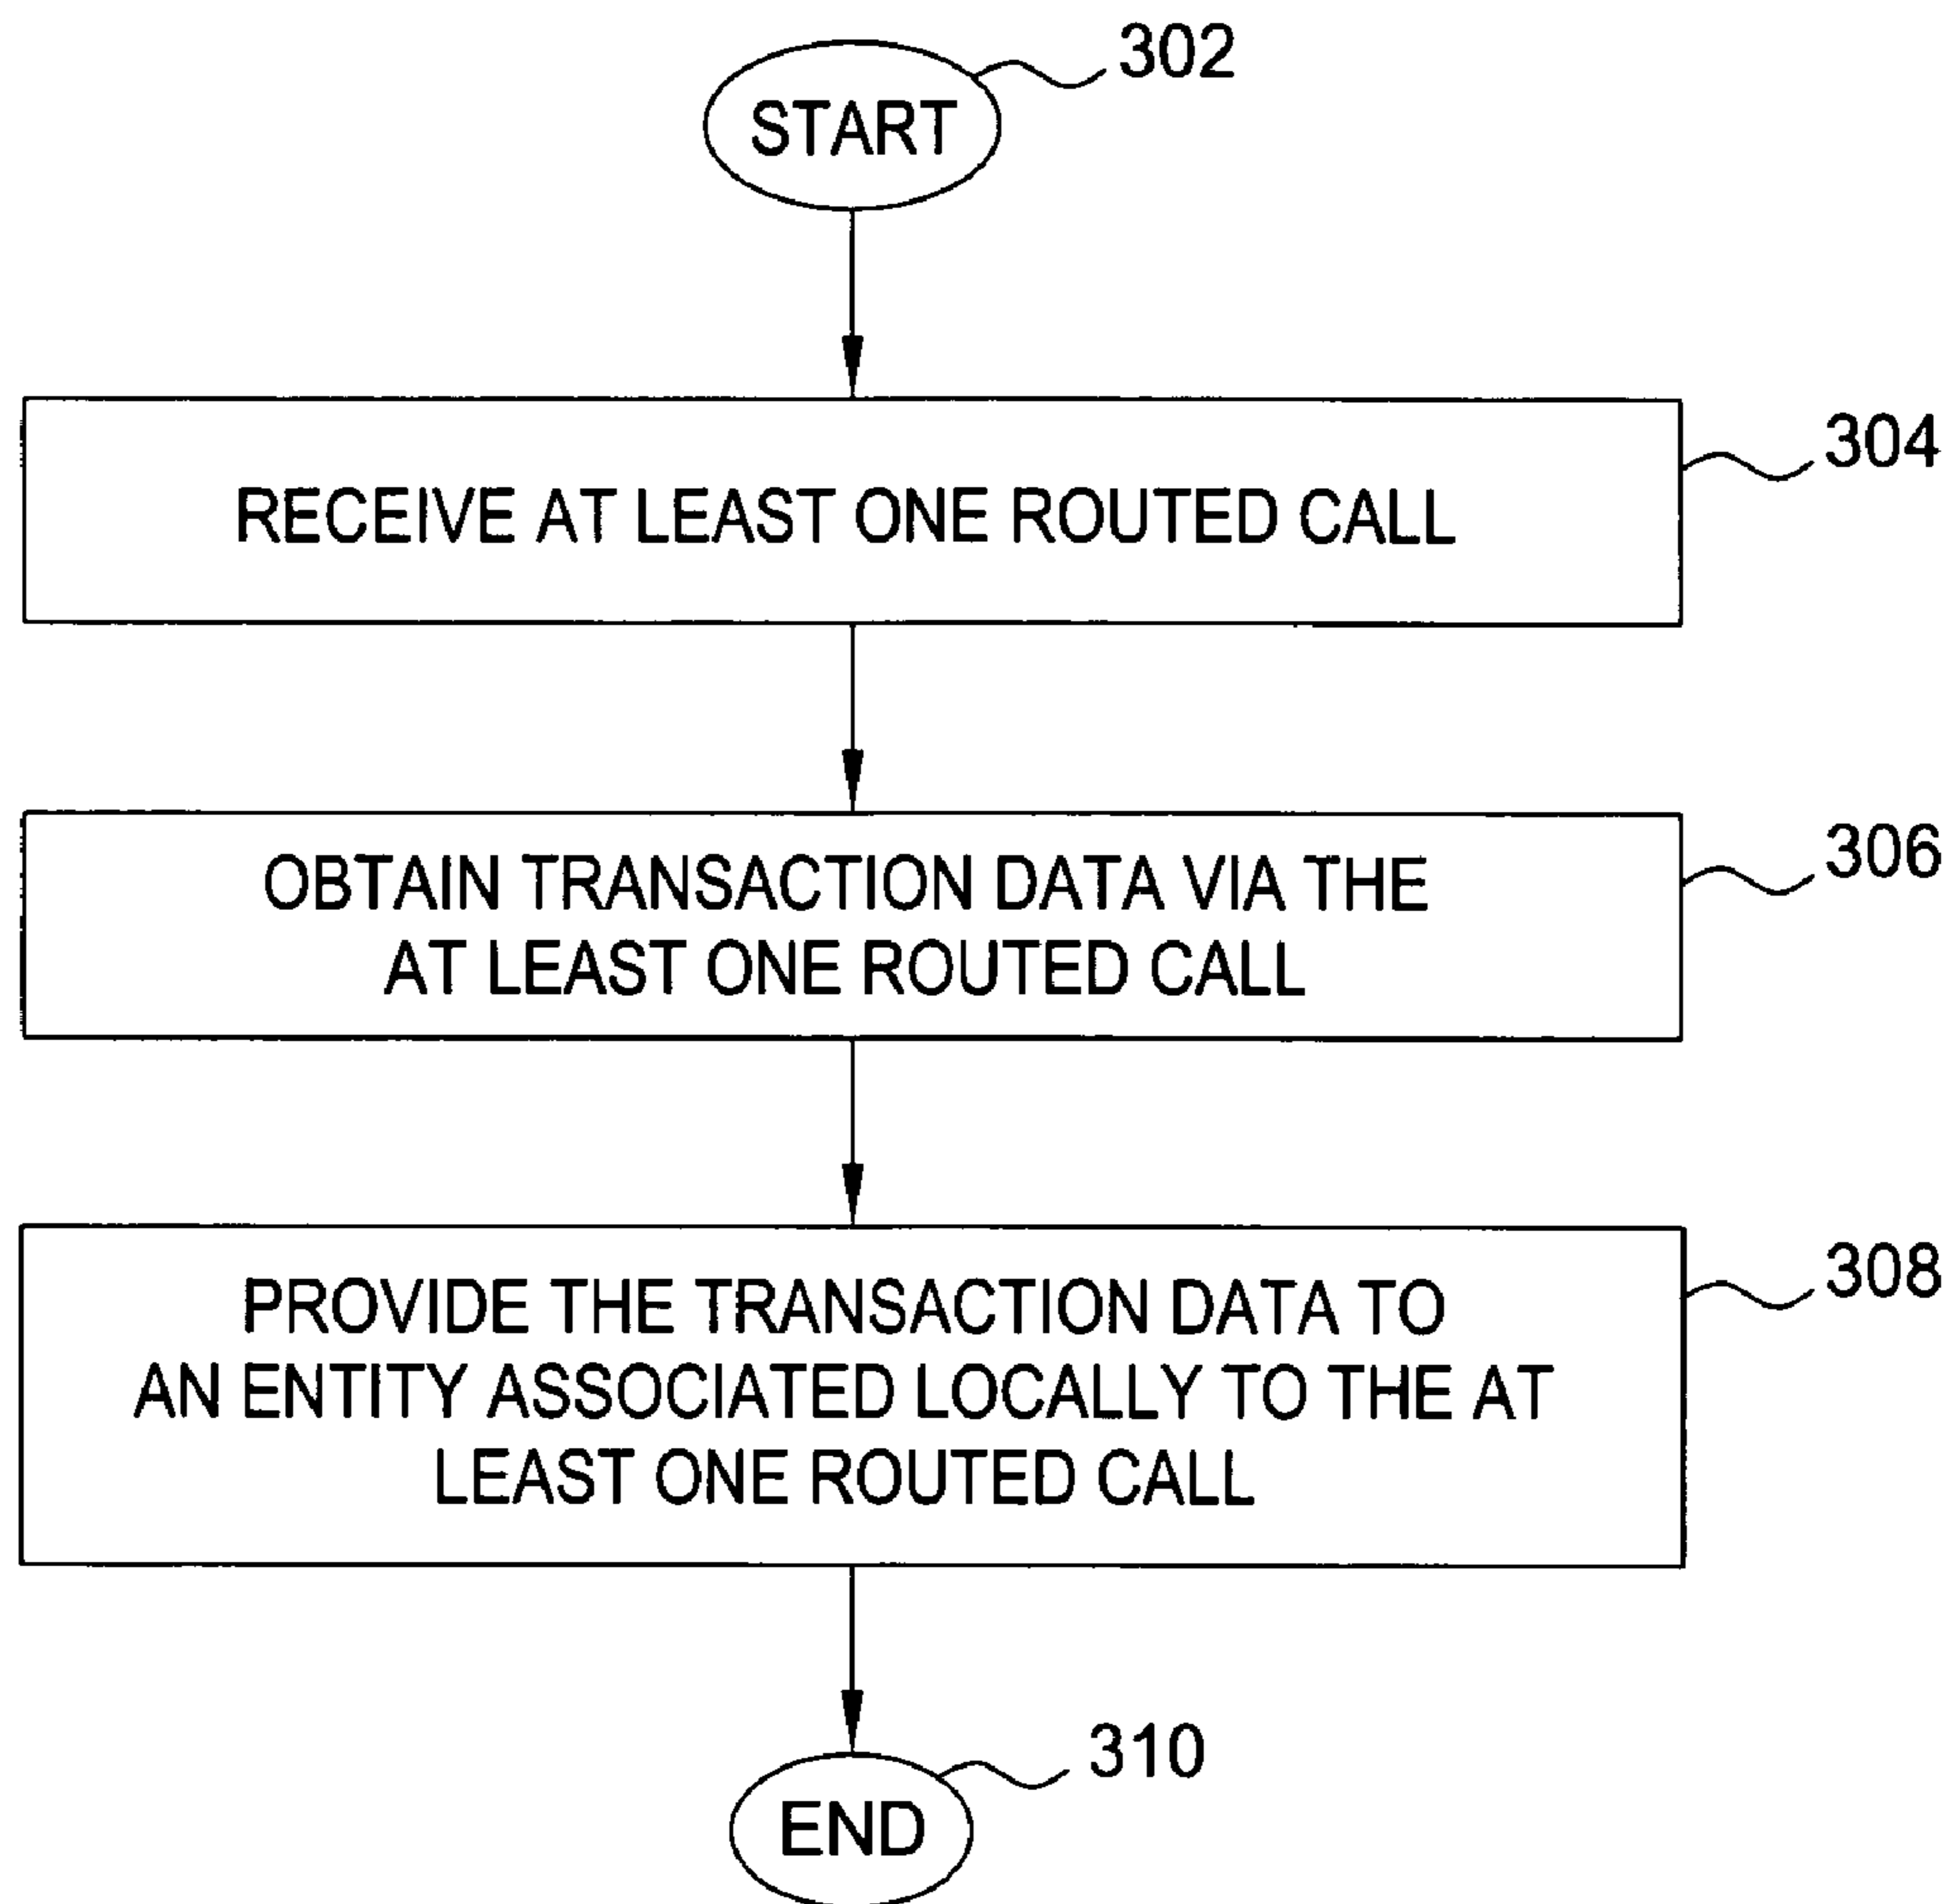 302
START
304
RECEIVE AT LEAST ONE ROUTED CALL
306
OBTAIN TRANSACTION DATA VIA THE
AT LEAST ONE ROUTED CALL
308
PROVIDE THE TRANSACTION DATA TO
AN ENTITY ASSOCIATED LOCALLY TO THE AT
LEAST ONE ROUTED CALL
310
END